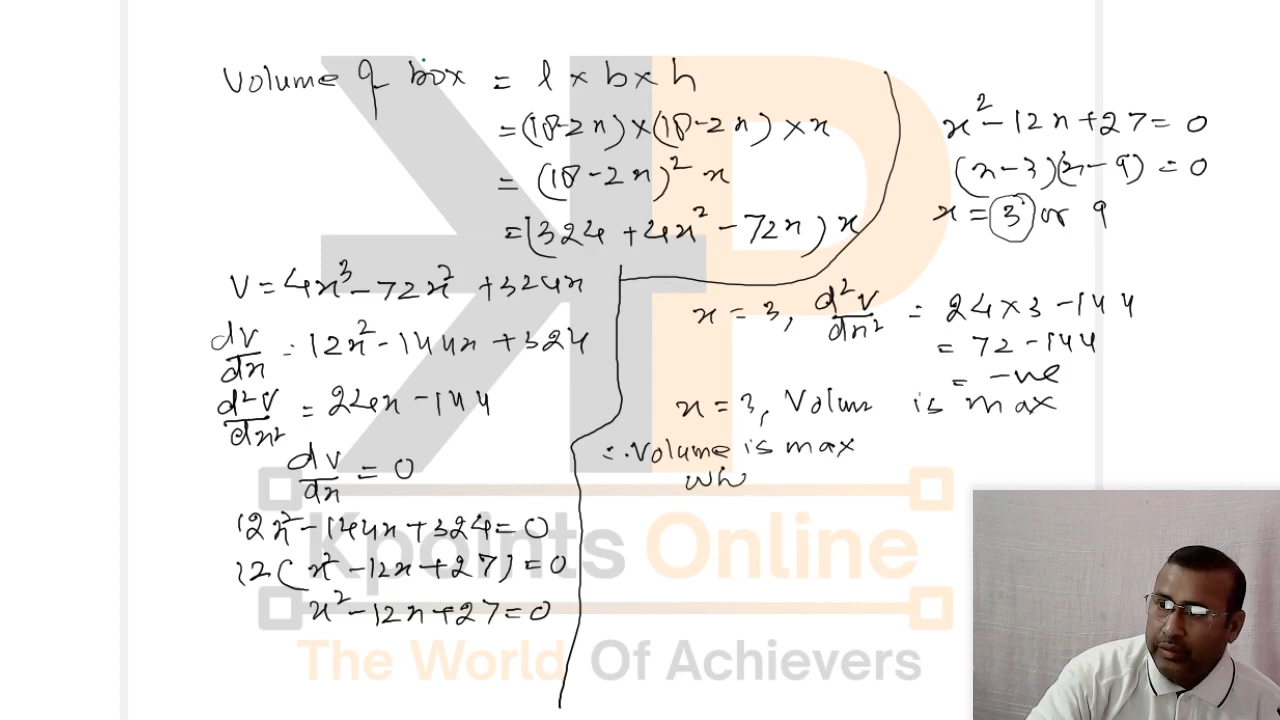 Volume of box = l × b × h
= (18-2x) × (18-2x) × x
= (18-2x)² x
= (324 + 4x² - 72x) x
V = 4x³ - 72x² + 324x
dv/dx = 12x² - 144x + 324
d²v/dx² = 24x - 144
dv/dx = 0
12x² - 144x + 324 = 0
12(x² - 12x + 27) = 0
x² - 12x + 27 = 0
x² - 12x + 27 = 0
(x-3)(x-9) = 0
x = 3 or 9
x = 3, d²v/dx² = 24×3 - 144
= 72 - 144
= -ve
x = 3, Volum is max
∴ Volume is max
wh
Kpoints Online
The World Of Achievers
KP